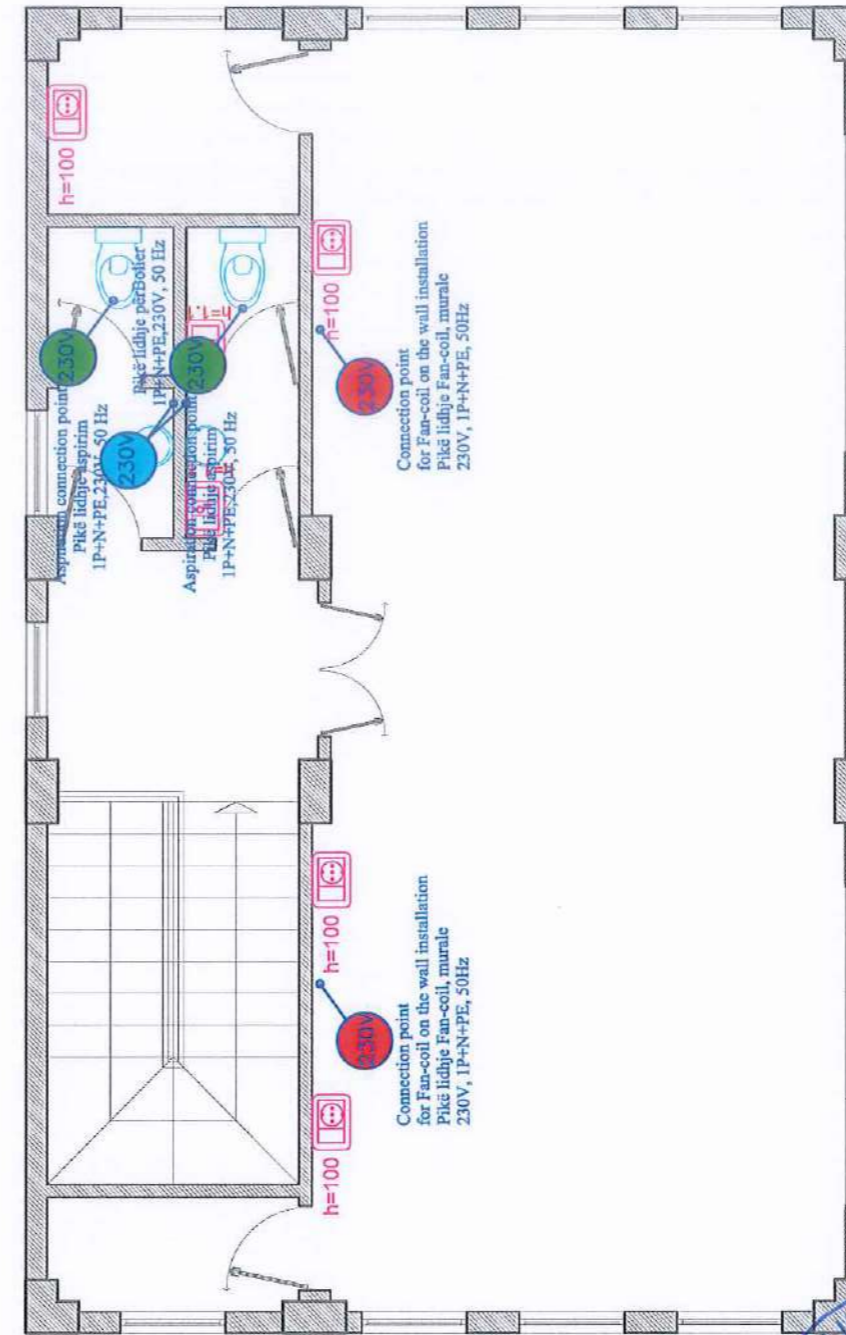 h=100
Pikë lidhje përBolier
1P+N+PE,230V, 50 Hz
h=1.
230V
230V
230V
Aspiration connection point
Pikë lidhje aspirim
1P+N+PE,230V, 50 Hz
Aspiration connection point
Pikë lidhje aspirim
1P+N+PE,230V, 50 Hz
h=100
230V
Connection point
for Fan-coil on the wall installation
Pikë lidhje Fan-coil, murale
230V, 1P+N+PE, 50Hz
h=100
230V
Connection point
for Fan-coil on the wall installation
Pikë lidhje Fan-coil, murale
230V, 1P+N+PE, 50Hz
h=100